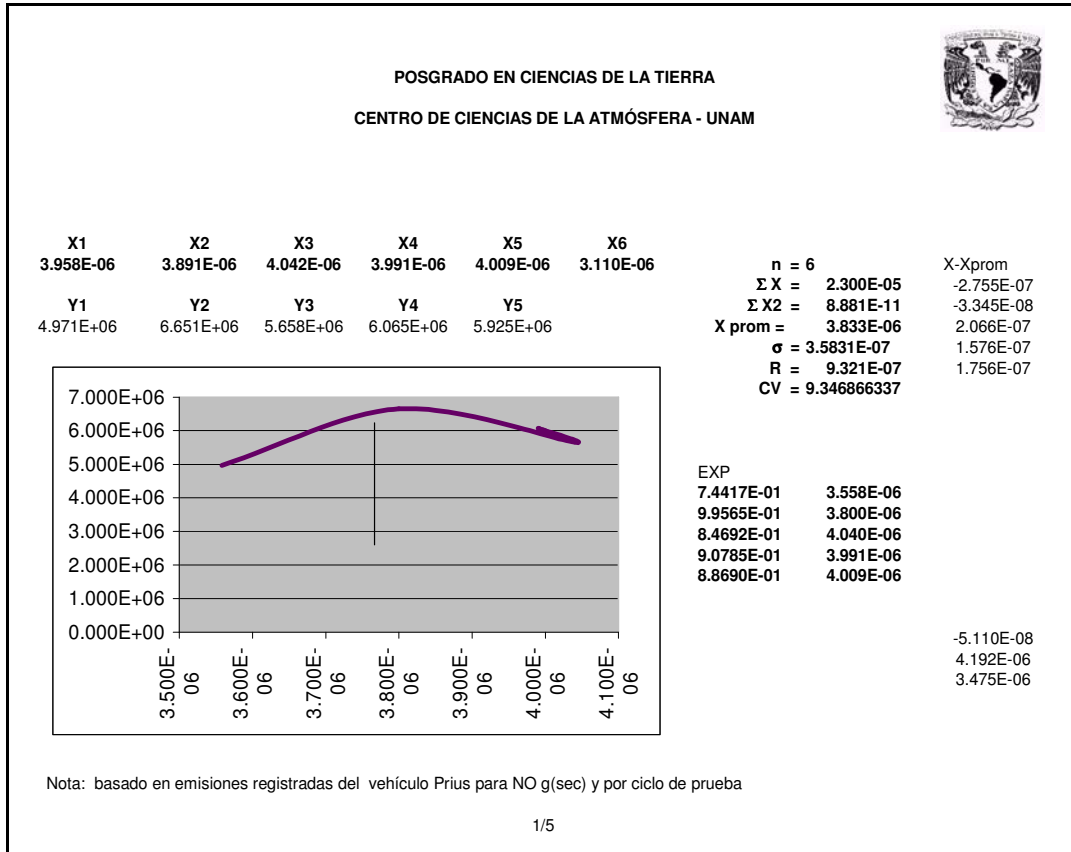 POSGRADO EN CIENCIAS DE LA TIERRA
CENTRO DE CIENCIAS DE LA ATMÓSFERA - UNAM
X1 X2 X3 X4 X5 X6
3.958E-06 3.891E-06 4.042E-06 3.991E-06 4.009E-06 3.110E-06
Y1 Y2 Y3 Y4 Y5
4.971E+06 6.651E+06 5.658E+06 6.065E+06 5.925E+06
n = 6
Σ X = 2.300E-05
Σ X2 = 8.881E-11
X prom = 3.833E-06
σ = 3.5831E-07
R = 9.321E-07
CV = 9.346866337
X-Xprom
-2.755E-07
-3.345E-08
2.066E-07
1.576E-07
1.756E-07
7.000E+06
6.000E+06
5.000E+06
4.000E+06
3.000E+06
2.000E+06
1.000E+06
0.000E+00
3.500E-06
3.600E-06
3.700E-06
3.800E-06
3.900E-06
4.000E-06
4.100E-06
EXP
7.4417E-01 3.558E-06
9.9565E-01 3.800E-06
8.4692E-01 4.040E-06
9.0785E-01 3.991E-06
8.8690E-01 4.009E-06
-5.110E-08
4.192E-06
3.475E-06
Nota: basado en emisiones registradas del vehículo Prius para NO g(sec) y por ciclo de prueba
1/5